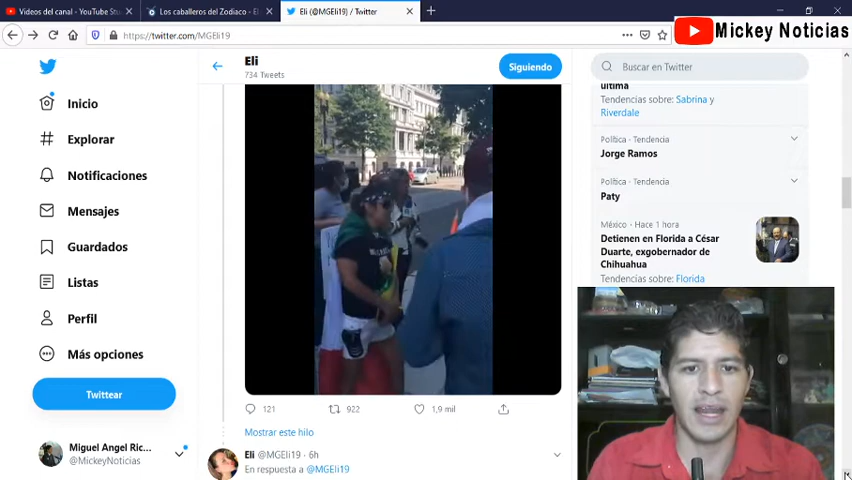 Videos del canal - YouTube Stu
Los caballeros del Zodiaco - El
Eli (@MGEli19) / Twitter
https://twitter.com/MGEli19
Mickey Noticias
Inicio
Explorar
Notificaciones
Mensajes
Guardados
Listas
Perfil
Más opciones
Twittear
Miguel Angel Ric...
@MickeyNoticias
Eli
734 Tweets
Siguiendo
121
922
1,9 mil
Mostrar este hilo
Eli @MGEli19 · 6h
En respuesta a @MGEli19
Buscar en Twitter
última
Tendencias sobre: Sabrina y
Riverdale
Política · Tendencia
Jorge Ramos
Política · Tendencia
Paty
México · Hace 1 hora
Detienen en Florida a César
Duarte, exgobernador de
Chihuahua
Tendencias sobre: Florida